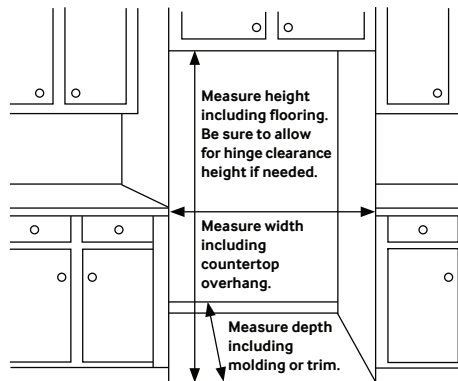 Measure height
including flooring.
Be sure to allow
for hinge clearance
height if needed.
Measure width
including
countertop
overhang.
Measure depth
including
molding or trim.